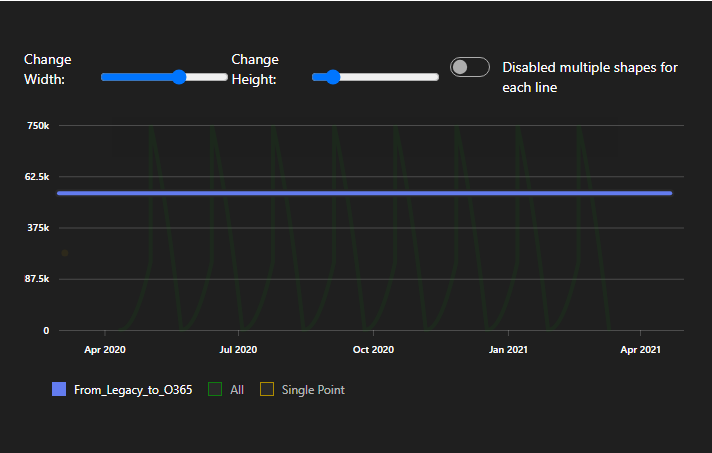 Change
Width:
Change
Height:
Disabled multiple shapes for
each line
750k
62.5k
375k
87.5k
0
Apr 2020
Jul 2020
Oct 2020
Jan 2021
Apr 2021
From_Legacy_to_O365
All
Single Point